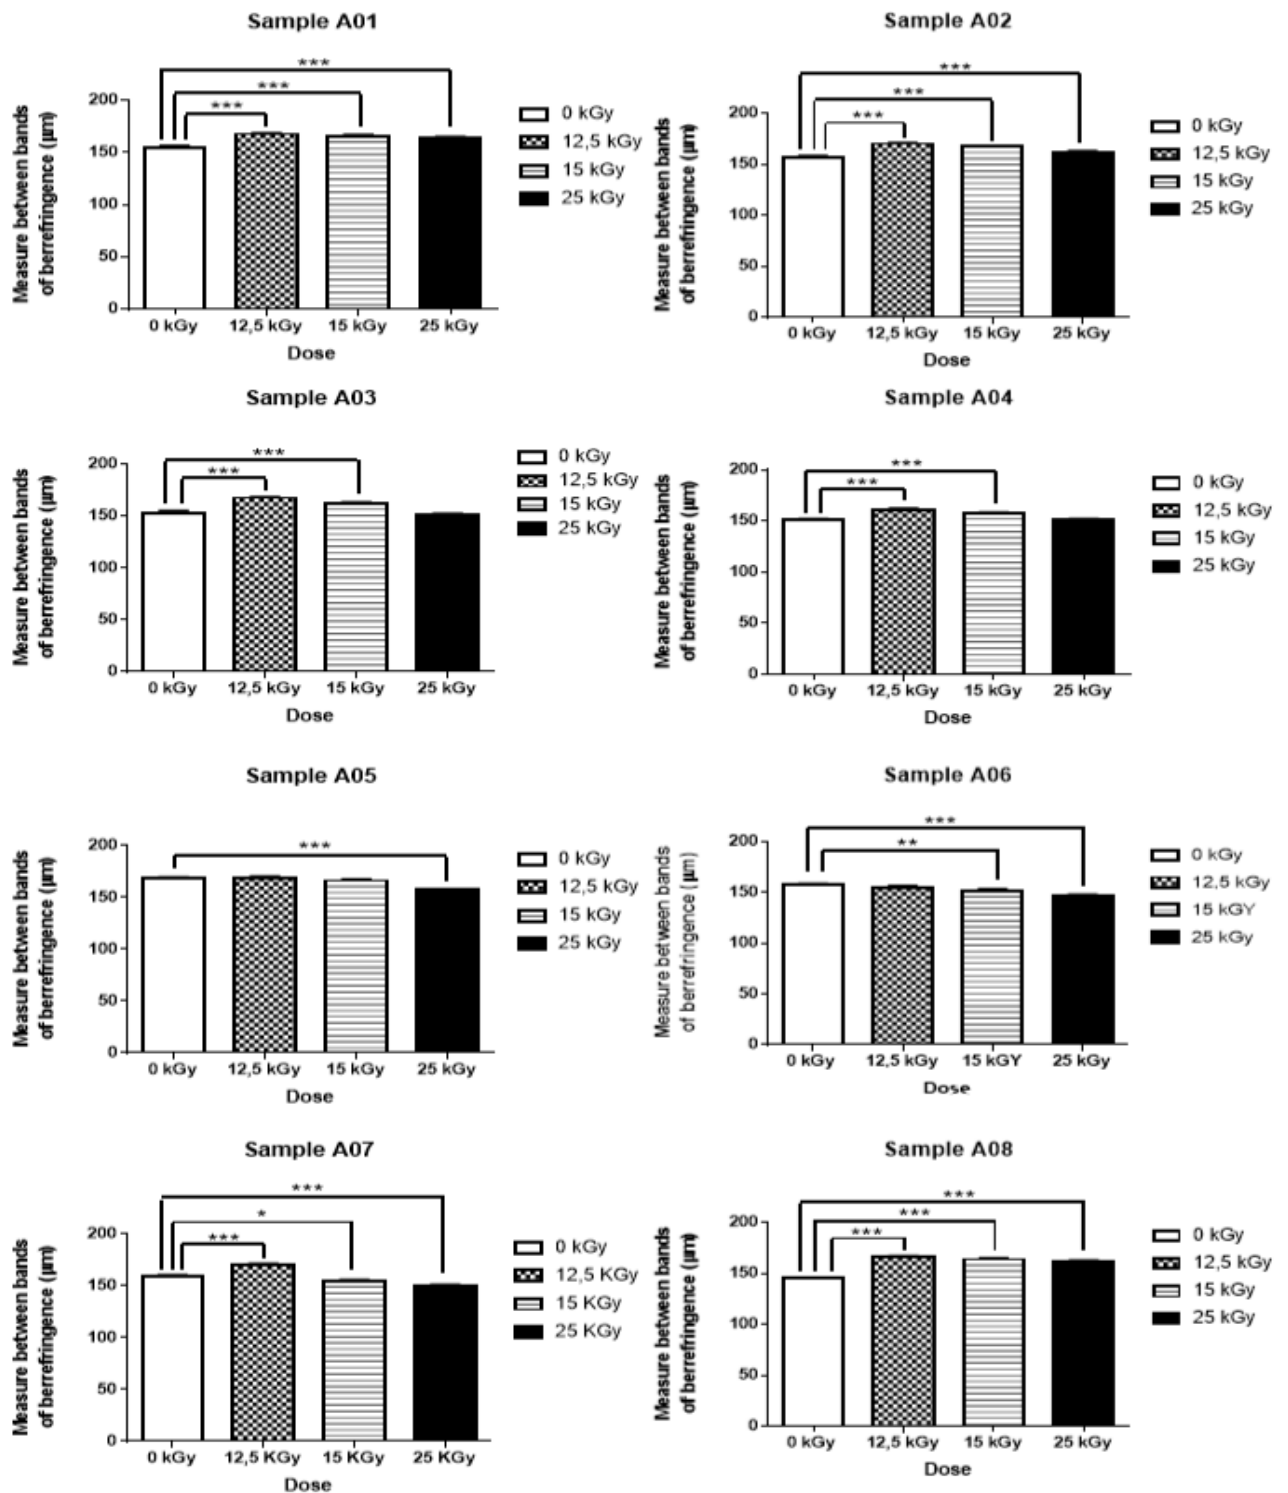 Sample A01
Measure between bands
of berrefringence (µm)
200
150
100
50
0
***
***
***
0 kGy
12,5 kGy
15 kGy
25 kGy
Dose
0 kGy
12,5 kGy
15 kGy
25 kGy
Sample A02
Measure between bands
of berrefringence (µm)
200
150
100
50
0
***
***
***
0 kGy
12,5 kGy
15 kGy
25 kGy
Dose
0 kGy
12,5 kGy
15 kGy
25 kGy
Sample A03
Measure between bands
of berrefringence (µm)
200
150
100
50
0
***
***
0 kGy
12,5 kGy
15 kGy
25 kGy
Dose
0 kGy
12,5 kGy
15 kGy
25 kGy
Sample A04
Measure between bands
of berrefringence (µm)
200
150
100
50
0
***
***
0 kGy
12,5 kGy
15 kGy
25 kGy
Dose
0 kGy
12,5 kGy
15 kGy
25 kGy
Sample A05
Measure between bands
of berrefringence (µm)
200
150
100
50
0
***
0 kGy
12,5 kGy
15 kGy
25 kGy
Dose
0 kGy
12,5 kGy
15 kGy
25 kGy
Sample A06
Measure between bands
of berrefringence (µm)
200
150
100
50
0
***
**
0 kGy
12,5 kGy
15 kGY
25 kGy
Dose
0 kGy
12,5 kGy
15 kGY
25 kGy
Sample A07
Measure between bands
of berrefringence (µm)
200
150
100
50
0
***
*
***
0 kGy
12,5 KGy
15 KGy
25 KGy
Dose
0 kGy
12,5 KGy
15 KGy
25 KGy
Sample A08
Measure between bands
of berrefringence (µm)
200
150
100
50
0
***
***
***
0 kGy
12,5 kGy
15 kGy
25 kGy
Dose
0 kGy
12,5 kGy
15 kGy
25 kGy